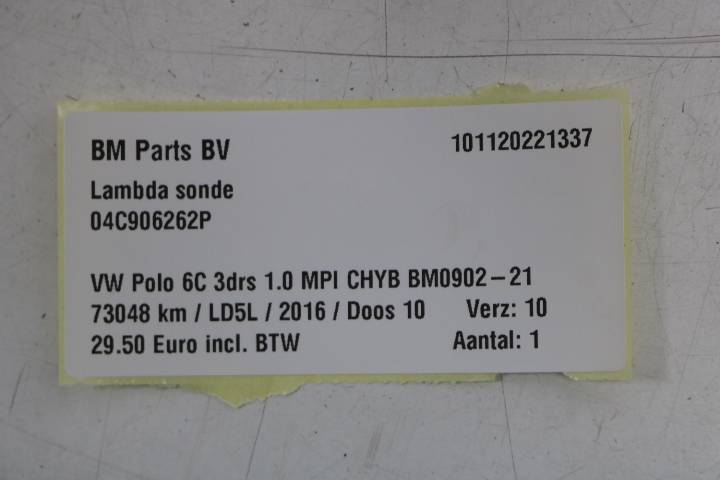 BM Parts BV 101120221337
Lambda sonde
04C906262P
VW Polo 6C 3drs 1.0 MPI CHYB BM0902-21
73048 km / LD5L / 2016 / Doos 10 Verz: 10
29.50 Euro incl. BTW Aantal: 1